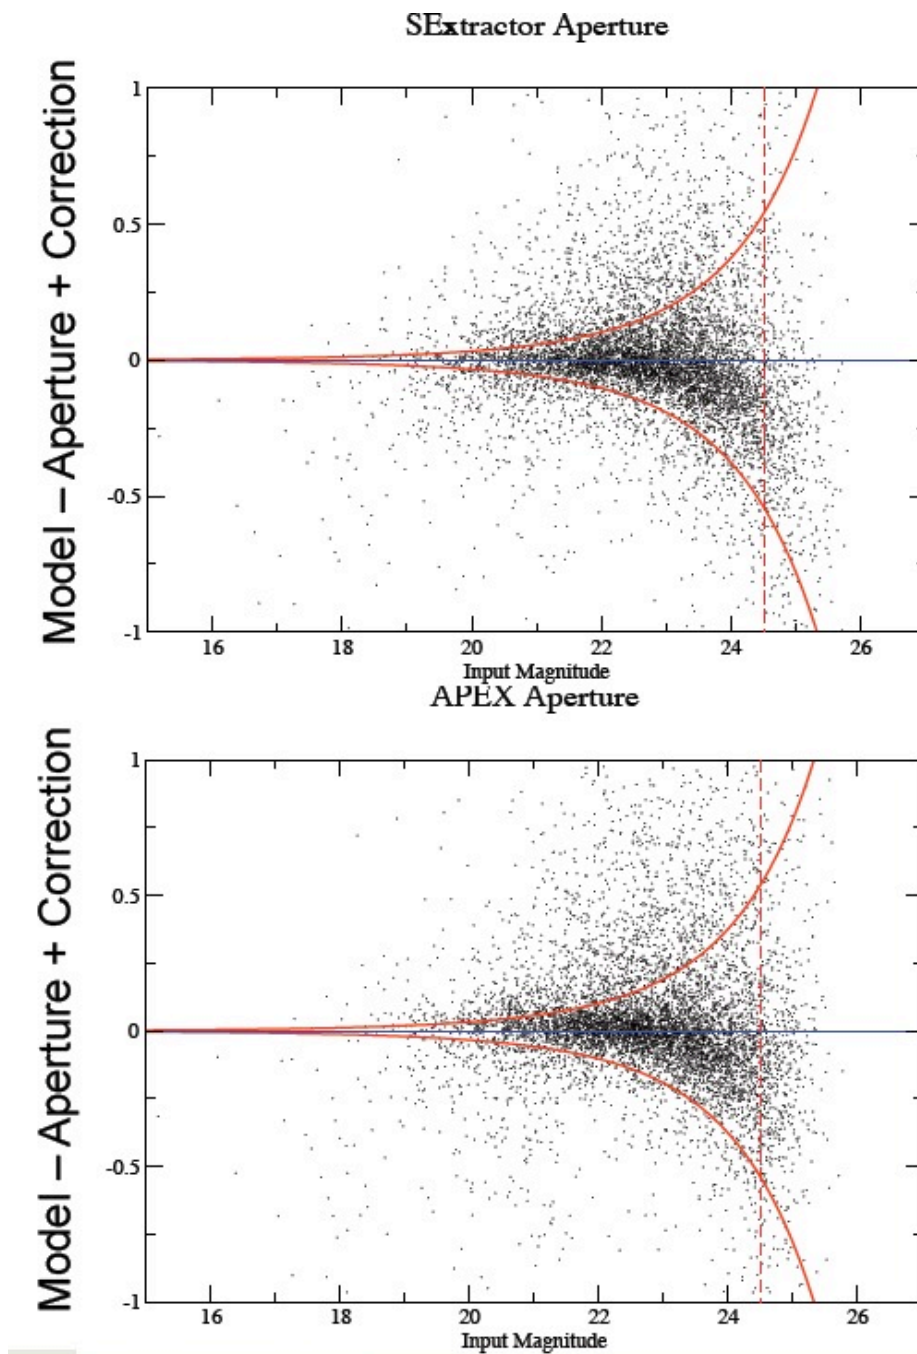 SExtractor Aperture
Model – Aperture + Correction
1
0.5
0
-0.5
-1
16 18 20 22 24 26
Input Magnitude
APEX Aperture
Model – Aperture + Correction
1
0.5
0
-0.5
-1
16 18 20 22 24 26
Input Magnitude